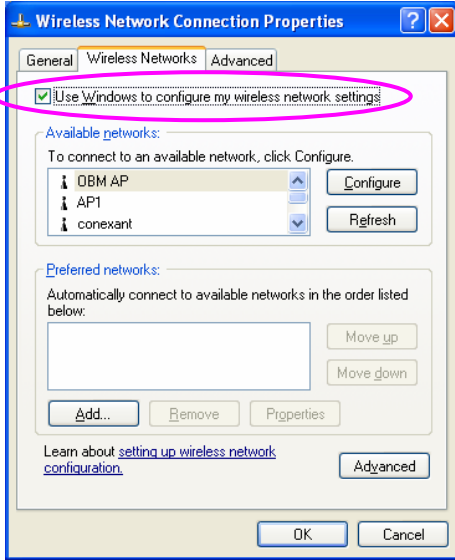 Wireless Network Connection Properties
General Wireless Networks Advanced
Use Windows to configure my wireless network settings
Available networks:
To connect to an available network, click Configure.
OBM AP
AP1
conexant
Configure
Refresh
Preferred networks:
Automatically connect to available networks in the order listed
below:
Move up
Move down
Add... Remove Properties
Learn about setting up wireless network
configuration.
Advanced
OK Cancel